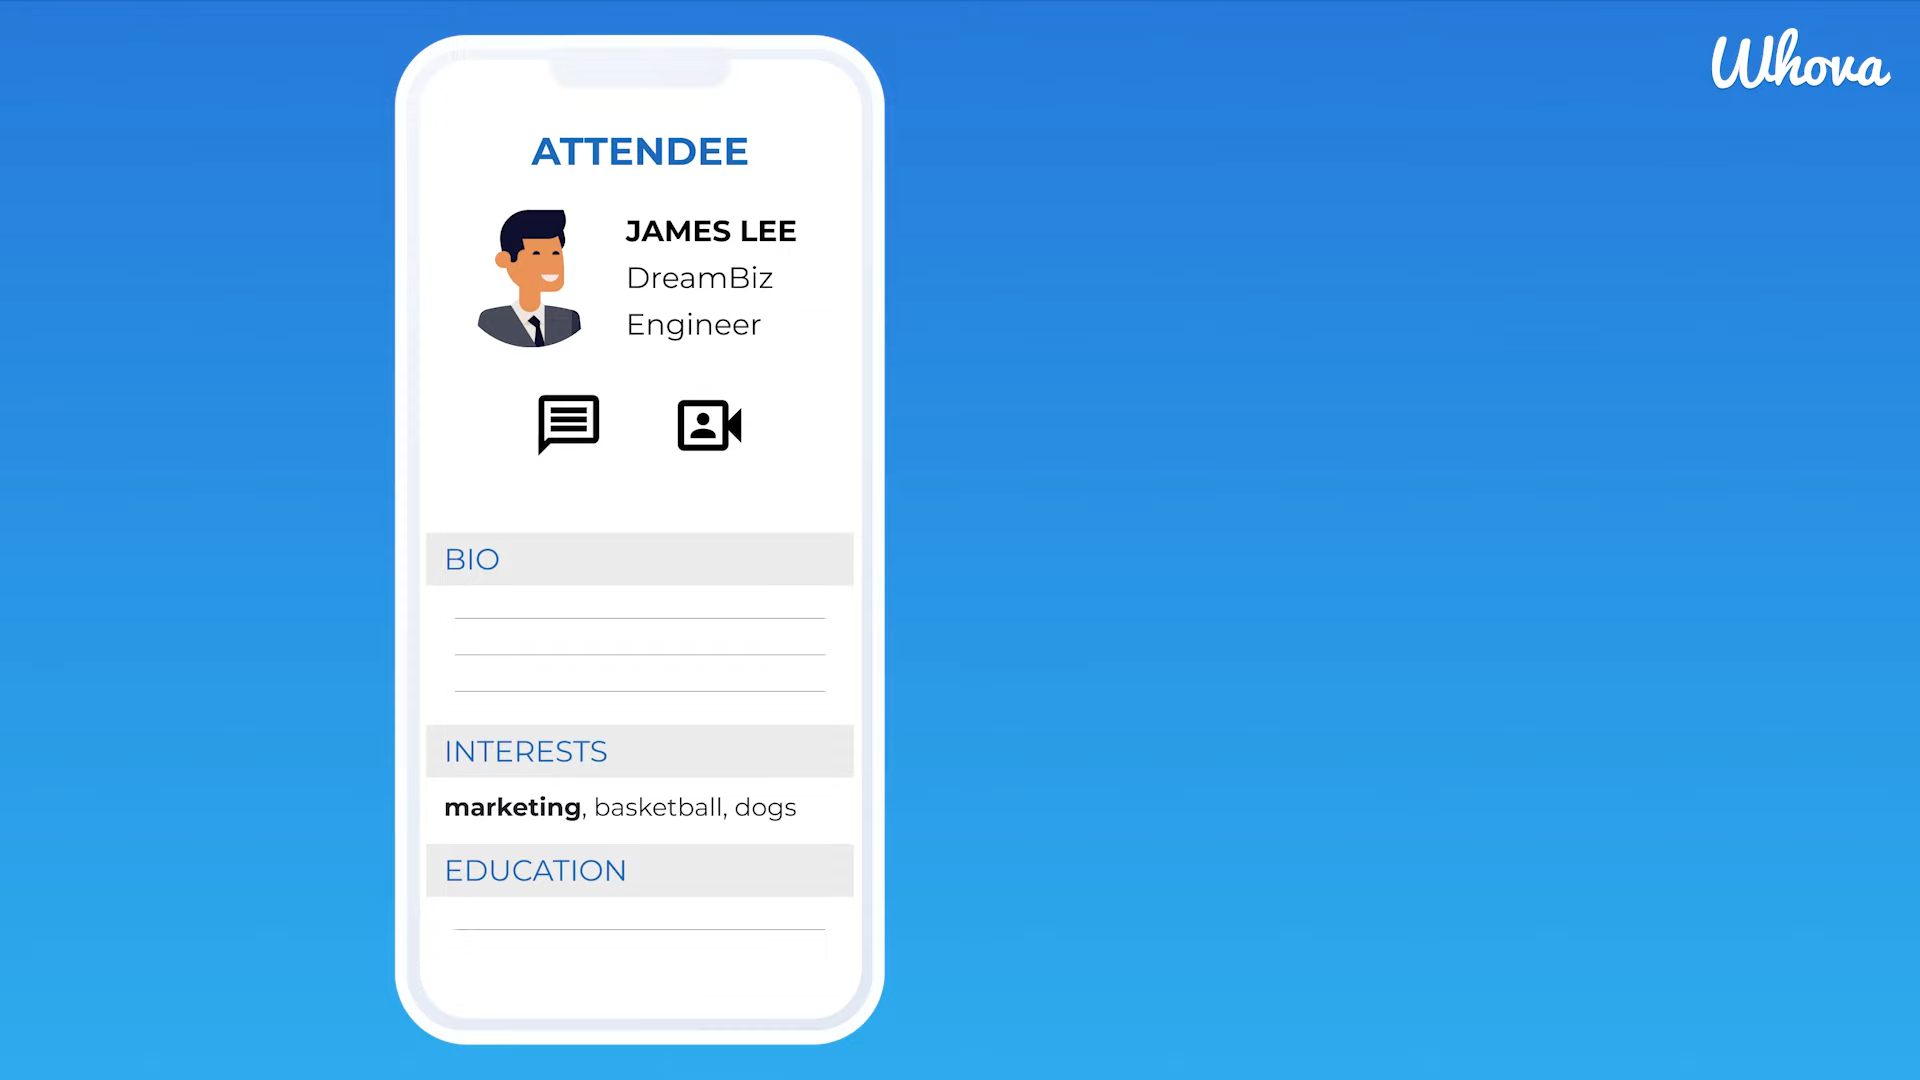 Whova
ATTENDEE
JAMES LEE
DreamBiz
Engineer
BIO
INTERESTS
marketing, basketball, dogs
EDUCATION